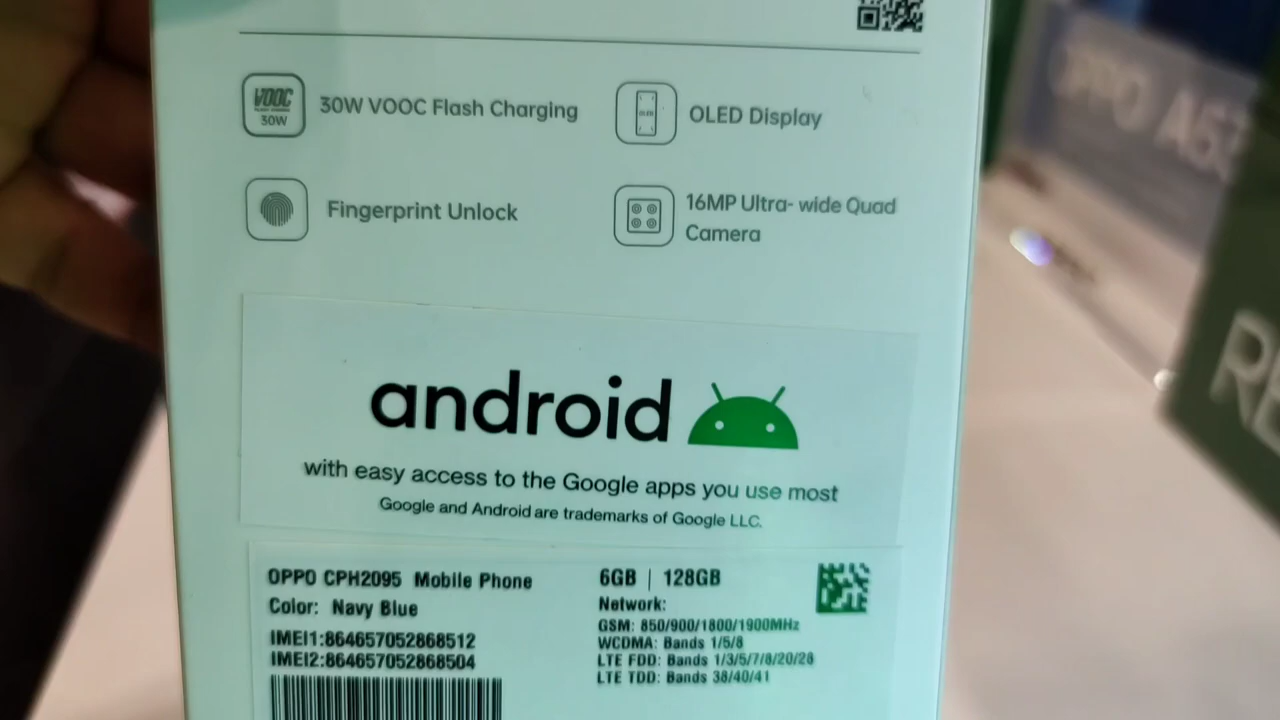 VOOC
30W
30W VOOC Flash Charging
OLED Display
Fingerprint Unlock
16MP Ultra- wide Quad
Camera
android
with easy access to the Google apps you use most
Google and Android are trademarks of Google LLC.
OPPO CPH2095 Mobile Phone
Color: Navy Blue
IMEI1:864657052868512
IMEI2:864657052868504
6GB | 128GB
Network:
GSM: 850/900/1800/1900MHz
WCDMA: Bands 1/5/8
LTE FDD: Bands 1/3/5/7/8/20/28
LTE TDD: Bands 38/40/41
OPPO A53